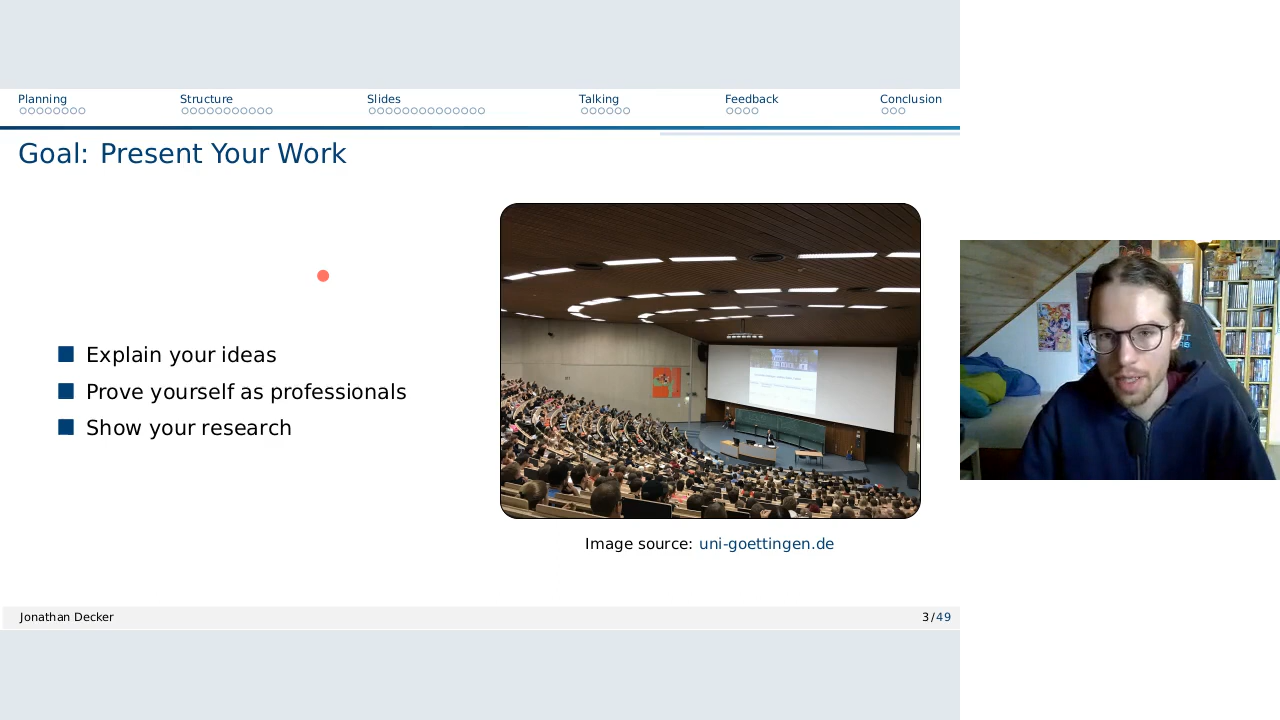 Planning Structure Slides Talking Feedback Conclusion
Goal: Present Your Work
Explain your ideas
Prove yourself as professionals
Show your research
Image source: uni-goettingen.de
Jonathan Decker 3/49